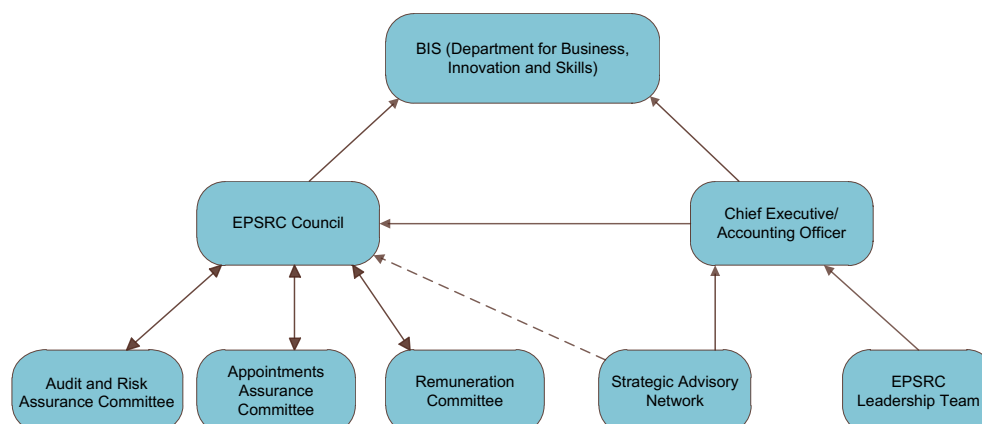 BIS (Department for Business,
Innovation and Skills)
EPSRC Council
Chief Executive/
Accounting Officer
Audit and Risk
Assurance Committee
Appointments
Assurance
Committee
Remuneration
Committee
Strategic Advisory
Network
EPSRC
Leadership Team